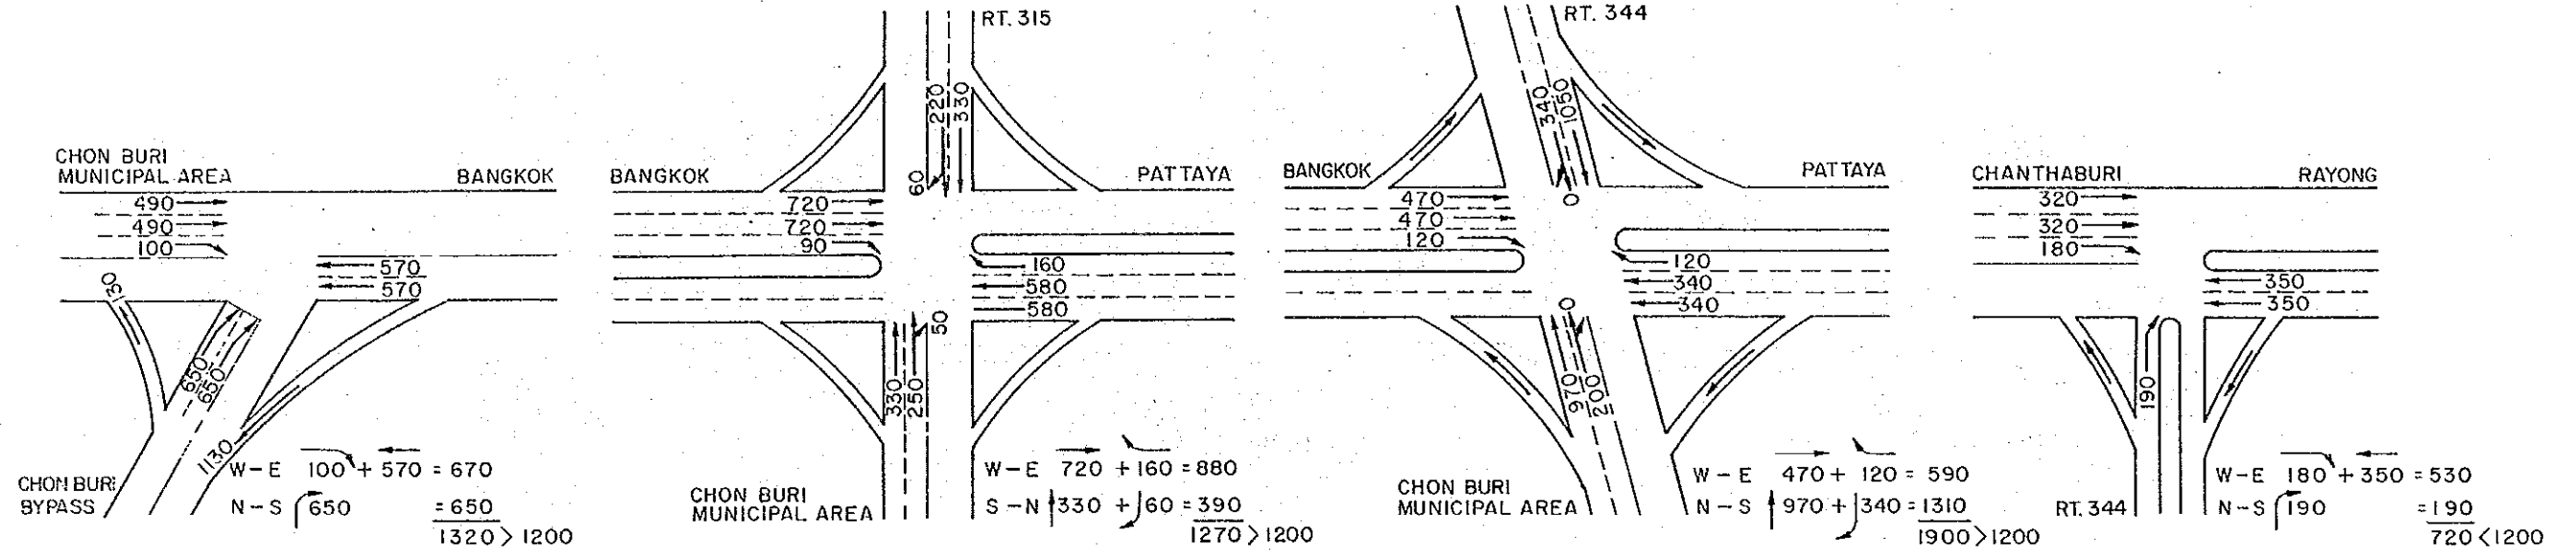 CHON BURI
MUNICIPAL AREA
BANGKOK
490
490
100
570
570
30
650
650
1130
CHON BURI
BYPASS
W-E 100 + 570 = 670
N-S 650 = 650
1320 > 1200
RT. 315
BANGKOK
PATTAYA
220
330
60
720
720
90
160
580
580
50
330
250
CHON BURI
MUNICIPAL AREA
W-E 720 + 160 = 880
S-N 330 + 60 = 390
1270 > 1200
RT. 344
BANGKOK
PATTAYA
340
1050
0
470
470
120
120
340
340
0
970
200
CHON BURI
MUNICIPAL AREA
W-E 470 + 120 = 590
N-S 970 + 340 = 1310
1900 > 1200
CHANTHABURI
RAYONG
320
320
180
350
350
190
RT. 344
W-E 180 + 350 = 530
N-S 190 = 190
720 < 1200